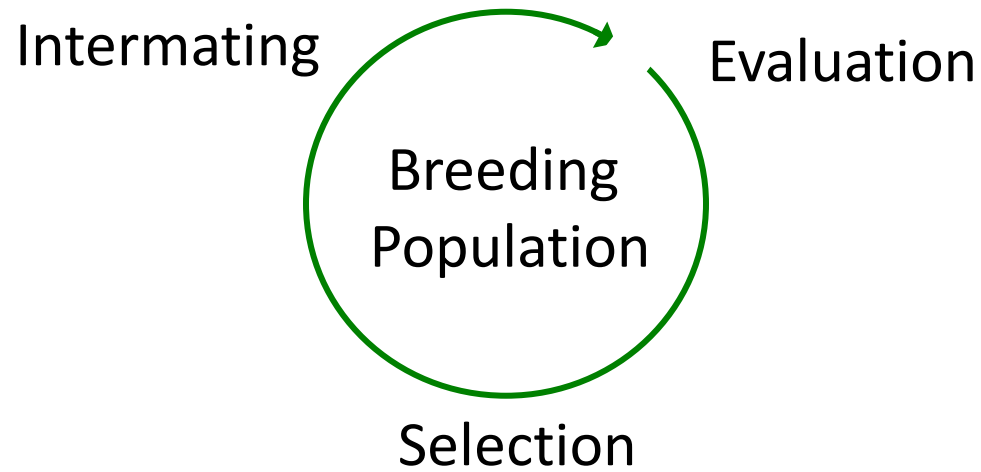 Intermating
Evaluation
Breeding
Population
Selection